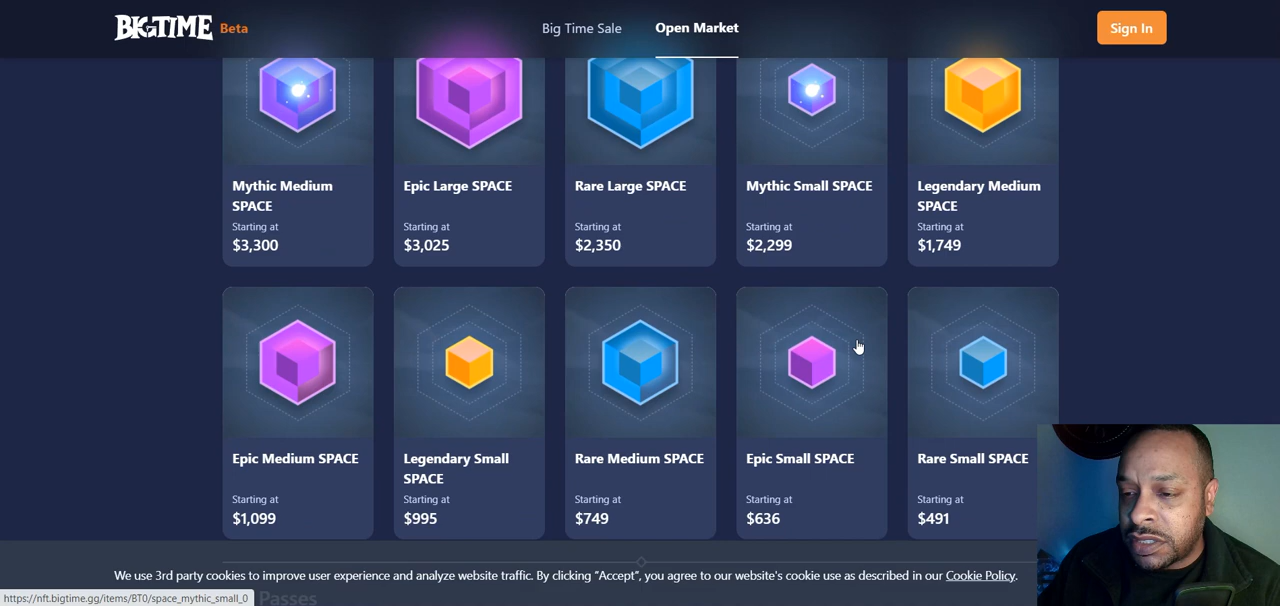 BIGTIME Beta
Big Time Sale
Open Market
Sign In
Mythic Medium
SPACE
Starting at
$3,300
Epic Large SPACE
Starting at
$3,025
Rare Large SPACE
Starting at
$2,350
Mythic Small SPACE
Starting at
$2,299
Legendary Medium
SPACE
Starting at
$1,749
Epic Medium SPACE
Starting at
$1,099
Legendary Small
SPACE
Starting at
$995
Rare Medium SPACE
Starting at
$749
Epic Small SPACE
Starting at
$636
Rare Small SPACE
Starting at
$491
We use 3rd party cookies to improve user experience and analyze website traffic. By clicking “Accept”, you agree to our website's cookie use as described in our Cookie Policy.
https://nft.bigtime.gg/items/BT0/space_mythic_small_0
Passes